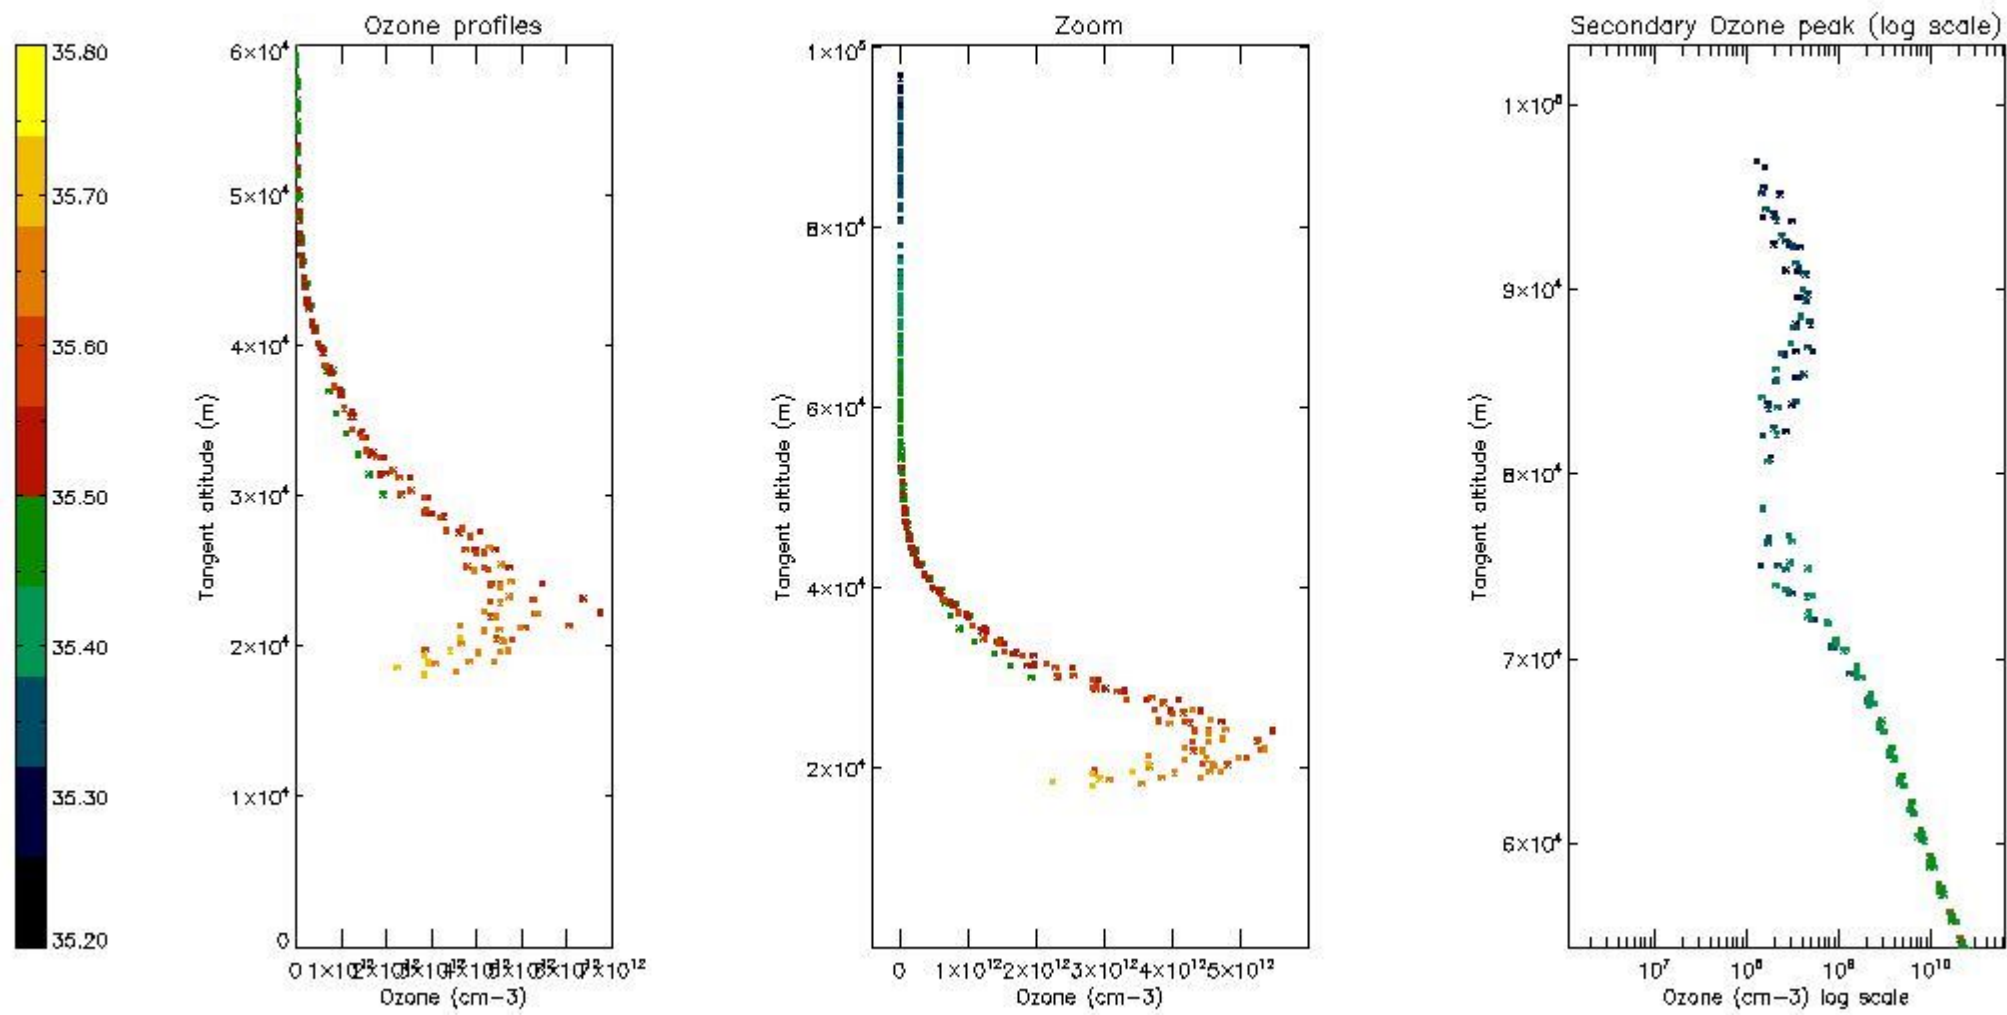 Ozone profiles
Zoom
Secondary Ozone peak (log scale)
35.80
35.70
35.60
35.50
35.40
35.30
35.20
6×10⁴
5×10⁴
4×10⁴
3×10⁴
2×10⁴
1×10⁴
0
Tangent altitude (m)
0
7×10¹²
Ozone (cm−3)
1×10⁵
8×10⁴
6×10⁴
4×10⁴
2×10⁴
Tangent altitude (m)
0 1×10¹² 2×10¹² 3×10¹² 4×10¹² 5×10¹²
Ozone (cm−3)
9×10⁴
8×10⁴
7×10⁴
6×10⁴
Tangent altitude (m)
10⁷ 10¹⁰
Ozone (cm−3) log scale